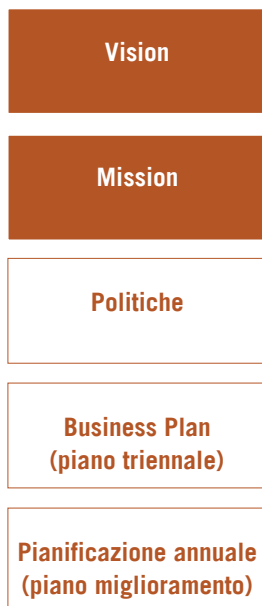 Vision
Mission
Politiche
Business Plan
(piano triennale)
Pianificazione annuale
(piano miglioramento)